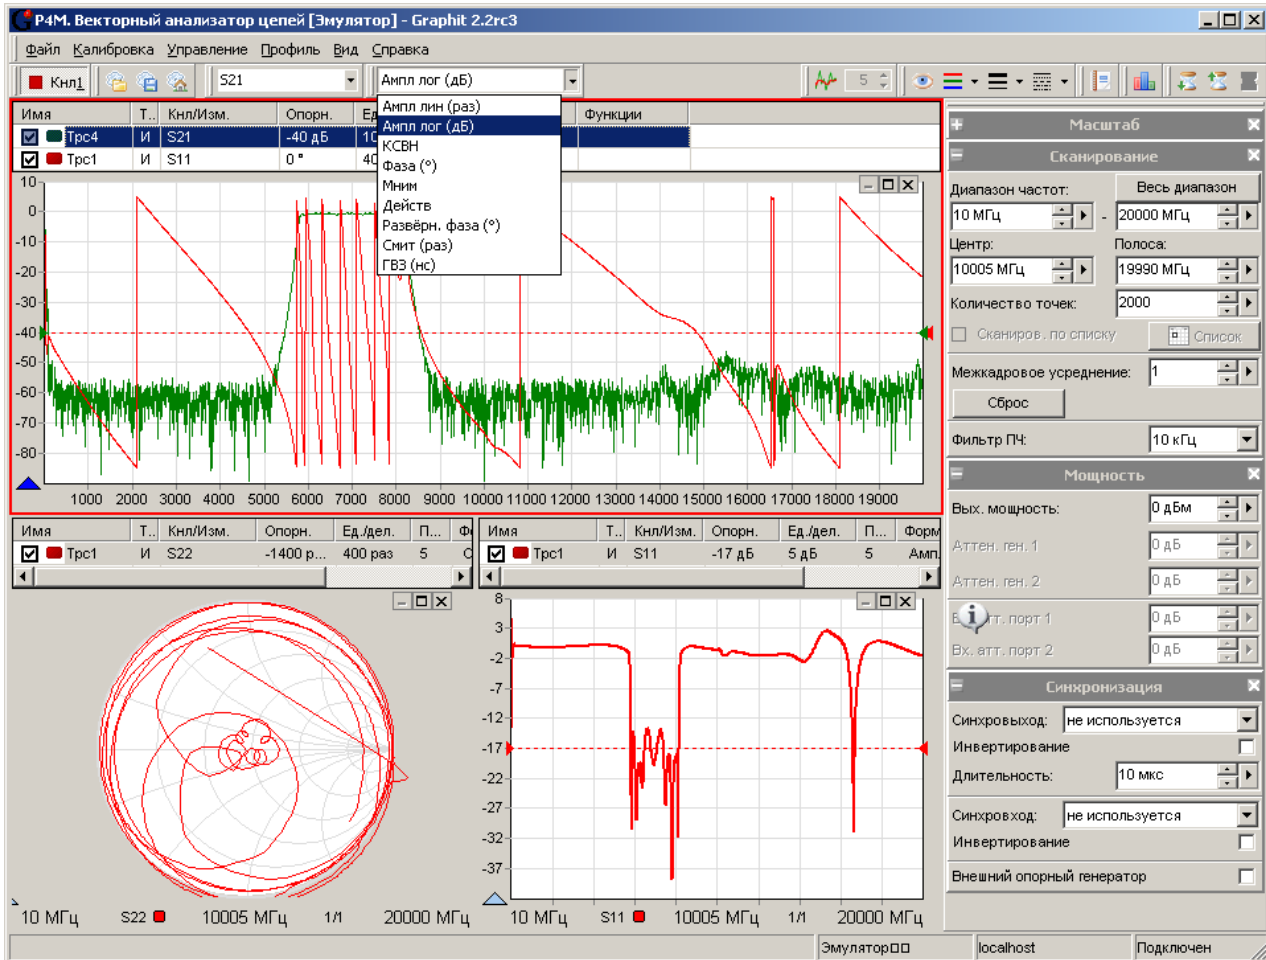 P4M. Векторный анализатор цепей [Эмулятор] - Graphit 2.2rc3
Файл Калибровка Управление Профиль Вид Справка
Кнл1 S21 Ампл лог (дБ) 5
Имя Т.. Кнл/Изм. Опорн. Функции
Трс4 И S21 -40 дБ
Трс1 И S11 0 °
Ампл лин (раз)
Ампл лог (дБ)
КСВН
Фаза (°)
Мним
Действ
Развёрн. фаза (°)
Смит (раз)
ГВЗ (нс)
10
0
-10
-20
-30
-40
-50
-60
-70
-80
1000 2000 3000 4000 5000 6000 7000 8000 9000 10000 11000 12000 13000 14000 15000 16000 17000 18000 19000
Имя Т.. Кнл/Изм. Опорн. Ед./дел. П...
Трс1 И S22 -1400 р... 400 раз 5
10 МГц S22 10005 МГц 1/1 20000 МГц
Имя Т.. Кнл/Изм. Опорн. Ед./дел. П... Форм
Трс1 И S11 -17 дБ 5 дБ 5 Амп.
8
3
-2
-7
-12
-17
-22
-27
-32
-37
10 МГц S11 10005 МГц 1/1 20000 МГц
Масштаб
Сканирование
Диапазон частот: Весь диапазон
10 МГц - 20000 МГц
Центр: Полоса:
10005 МГц 19990 МГц
Количество точек: 2000
Сканиров. по списку Список
Межкадровое усреднение: 1
Сброс
Фильтр ПЧ: 10 кГц
Мощность
Вых. мощность: 0 дБм
Аттен. ген. 1 0 дБ
Аттен. ген. 2 0 дБ
тт. порт 1 0 дБ
Вх. атт. порт 2 0 дБ
Синхронизация
Синхровыход: не используется
Инвертирование
Длительность: 10 мкс
Синхровход: не используется
Инвертирование
Внешний опорный генератор
Эмулятор localhost Подключен